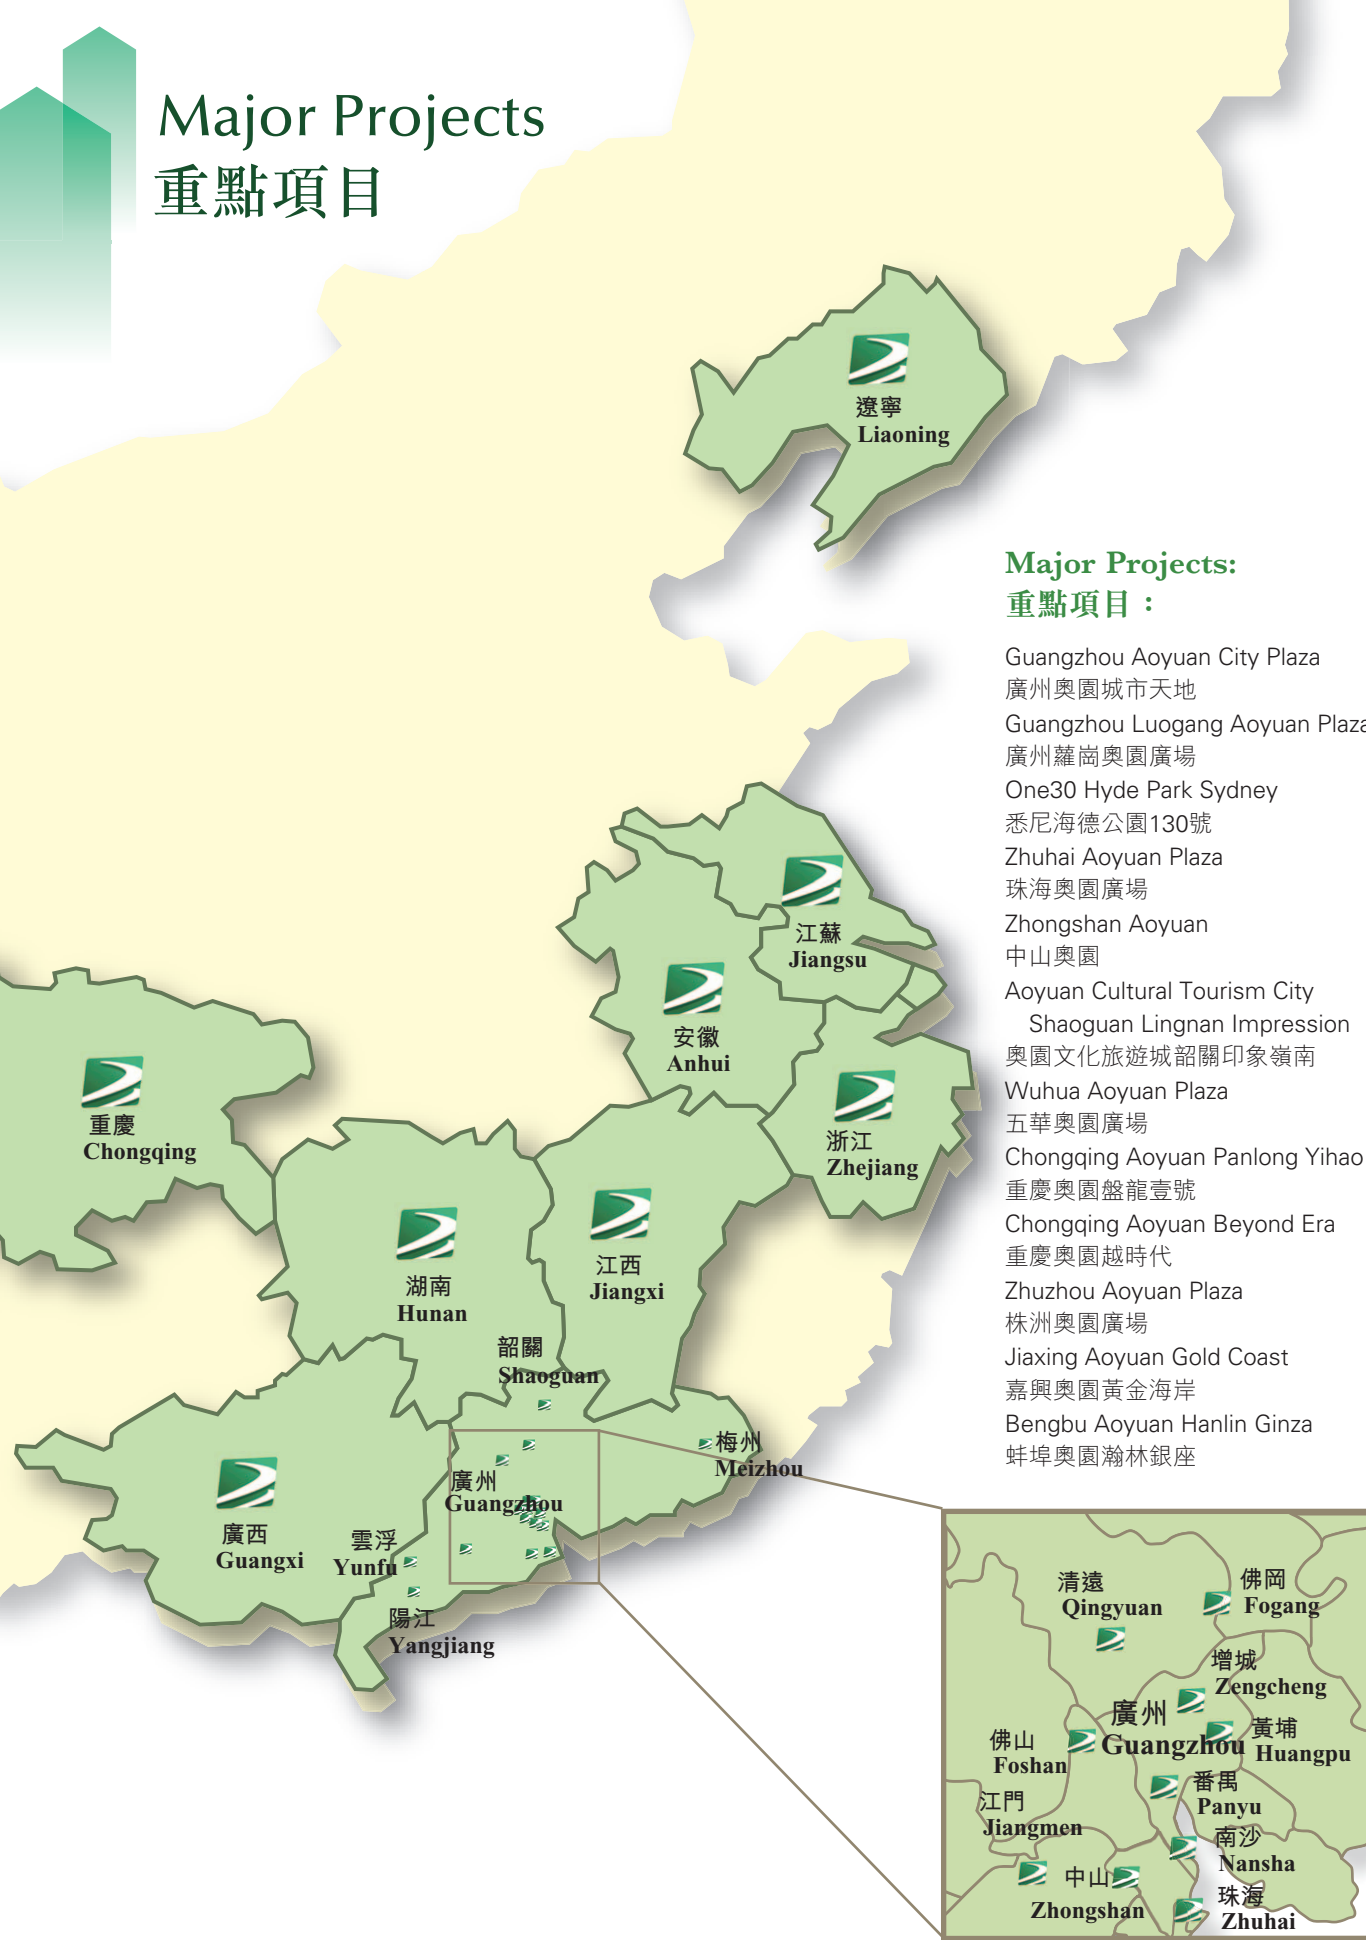 Major Projects
重點項目
遼寧
Liaoning
Major Projects:
重點項目：
Guangzhou Aoyuan City Plaza
廣州奧園城市天地
Guangzhou Luogang Aoyuan Plaza
廣州蘿崗奧園廣場
One30 Hyde Park Sydney
悉尼海德公園130號
Zhuhai Aoyuan Plaza
珠海奧園廣場
Zhongshan Aoyuan
中山奧園
Aoyuan Cultural Tourism City
Shaoguan Lingnan Impression
奧園文化旅遊城韶關印象嶺南
Wuhua Aoyuan Plaza
五華奧園廣場
Chongqing Aoyuan Panlong Yihao
重慶奧園盤龍壹號
Chongqing Aoyuan Beyond Era
重慶奧園越時代
Zhuzhou Aoyuan Plaza
株洲奧園廣場
Jiaxing Aoyuan Gold Coast
嘉興奧園黃金海岸
Bengbu Aoyuan Hanlin Ginza
蚌埠奧園瀚林銀座
江蘇
Jiangsu
安徽
Anhui
重慶
Chongqing
浙江
Zhejiang
湖南
Hunan
江西
Jiangxi
韶關
Shaoguan
梅州
Meizhou
廣州
Guangzhou
廣西
Guangxi
雲浮
Yunfu
陽江
Yangjiang
清遠
Qingyuan
佛岡
Fogang
增城
Zengcheng
廣州
Guangzhou
黃埔
Huangpu
佛山
Foshan
番禺
Panyu
江門
Jiangmen
南沙
Nansha
中山
Zhongshan
珠海
Zhuhai